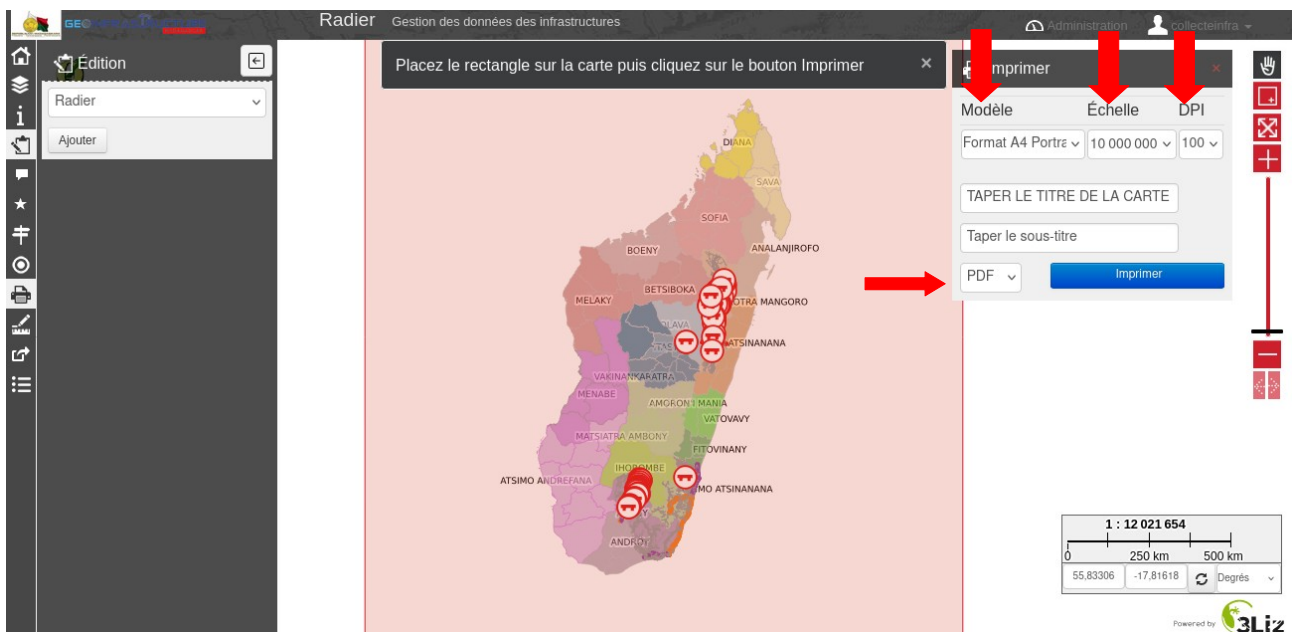 Radier Gestion des données des infrastructures
Administration collecteinfra
Édition
Radier
Ajouter
Placez le rectangle sur la carte puis cliquez sur le bouton Imprimer ×
Imprimer ×
Modèle Échelle DPI
Format A4 Portra 10 000 000 100
TAPER LE TITRE DE LA CARTE
Taper le sous-titre
PDF Imprimer
DIANA
SAVA
SOFIA
BOENY
ANALANJIROFO
BETSIBOKA
MELAKY
OTRA MANGORO
ATSINANANA
VAKINANKARATRA
MENABE
AMORON'I MANIA
VATOVAVY
MATSIATRA AMBONY
FITOVINANY
IHOROMBE
ATSIMO ANDREFANA
MO ATSINANANA
ANDROY
1 : 12 021 654
0 250 km 500 km
55,83306 -17,81618 Degrés
Powered by 3Liz